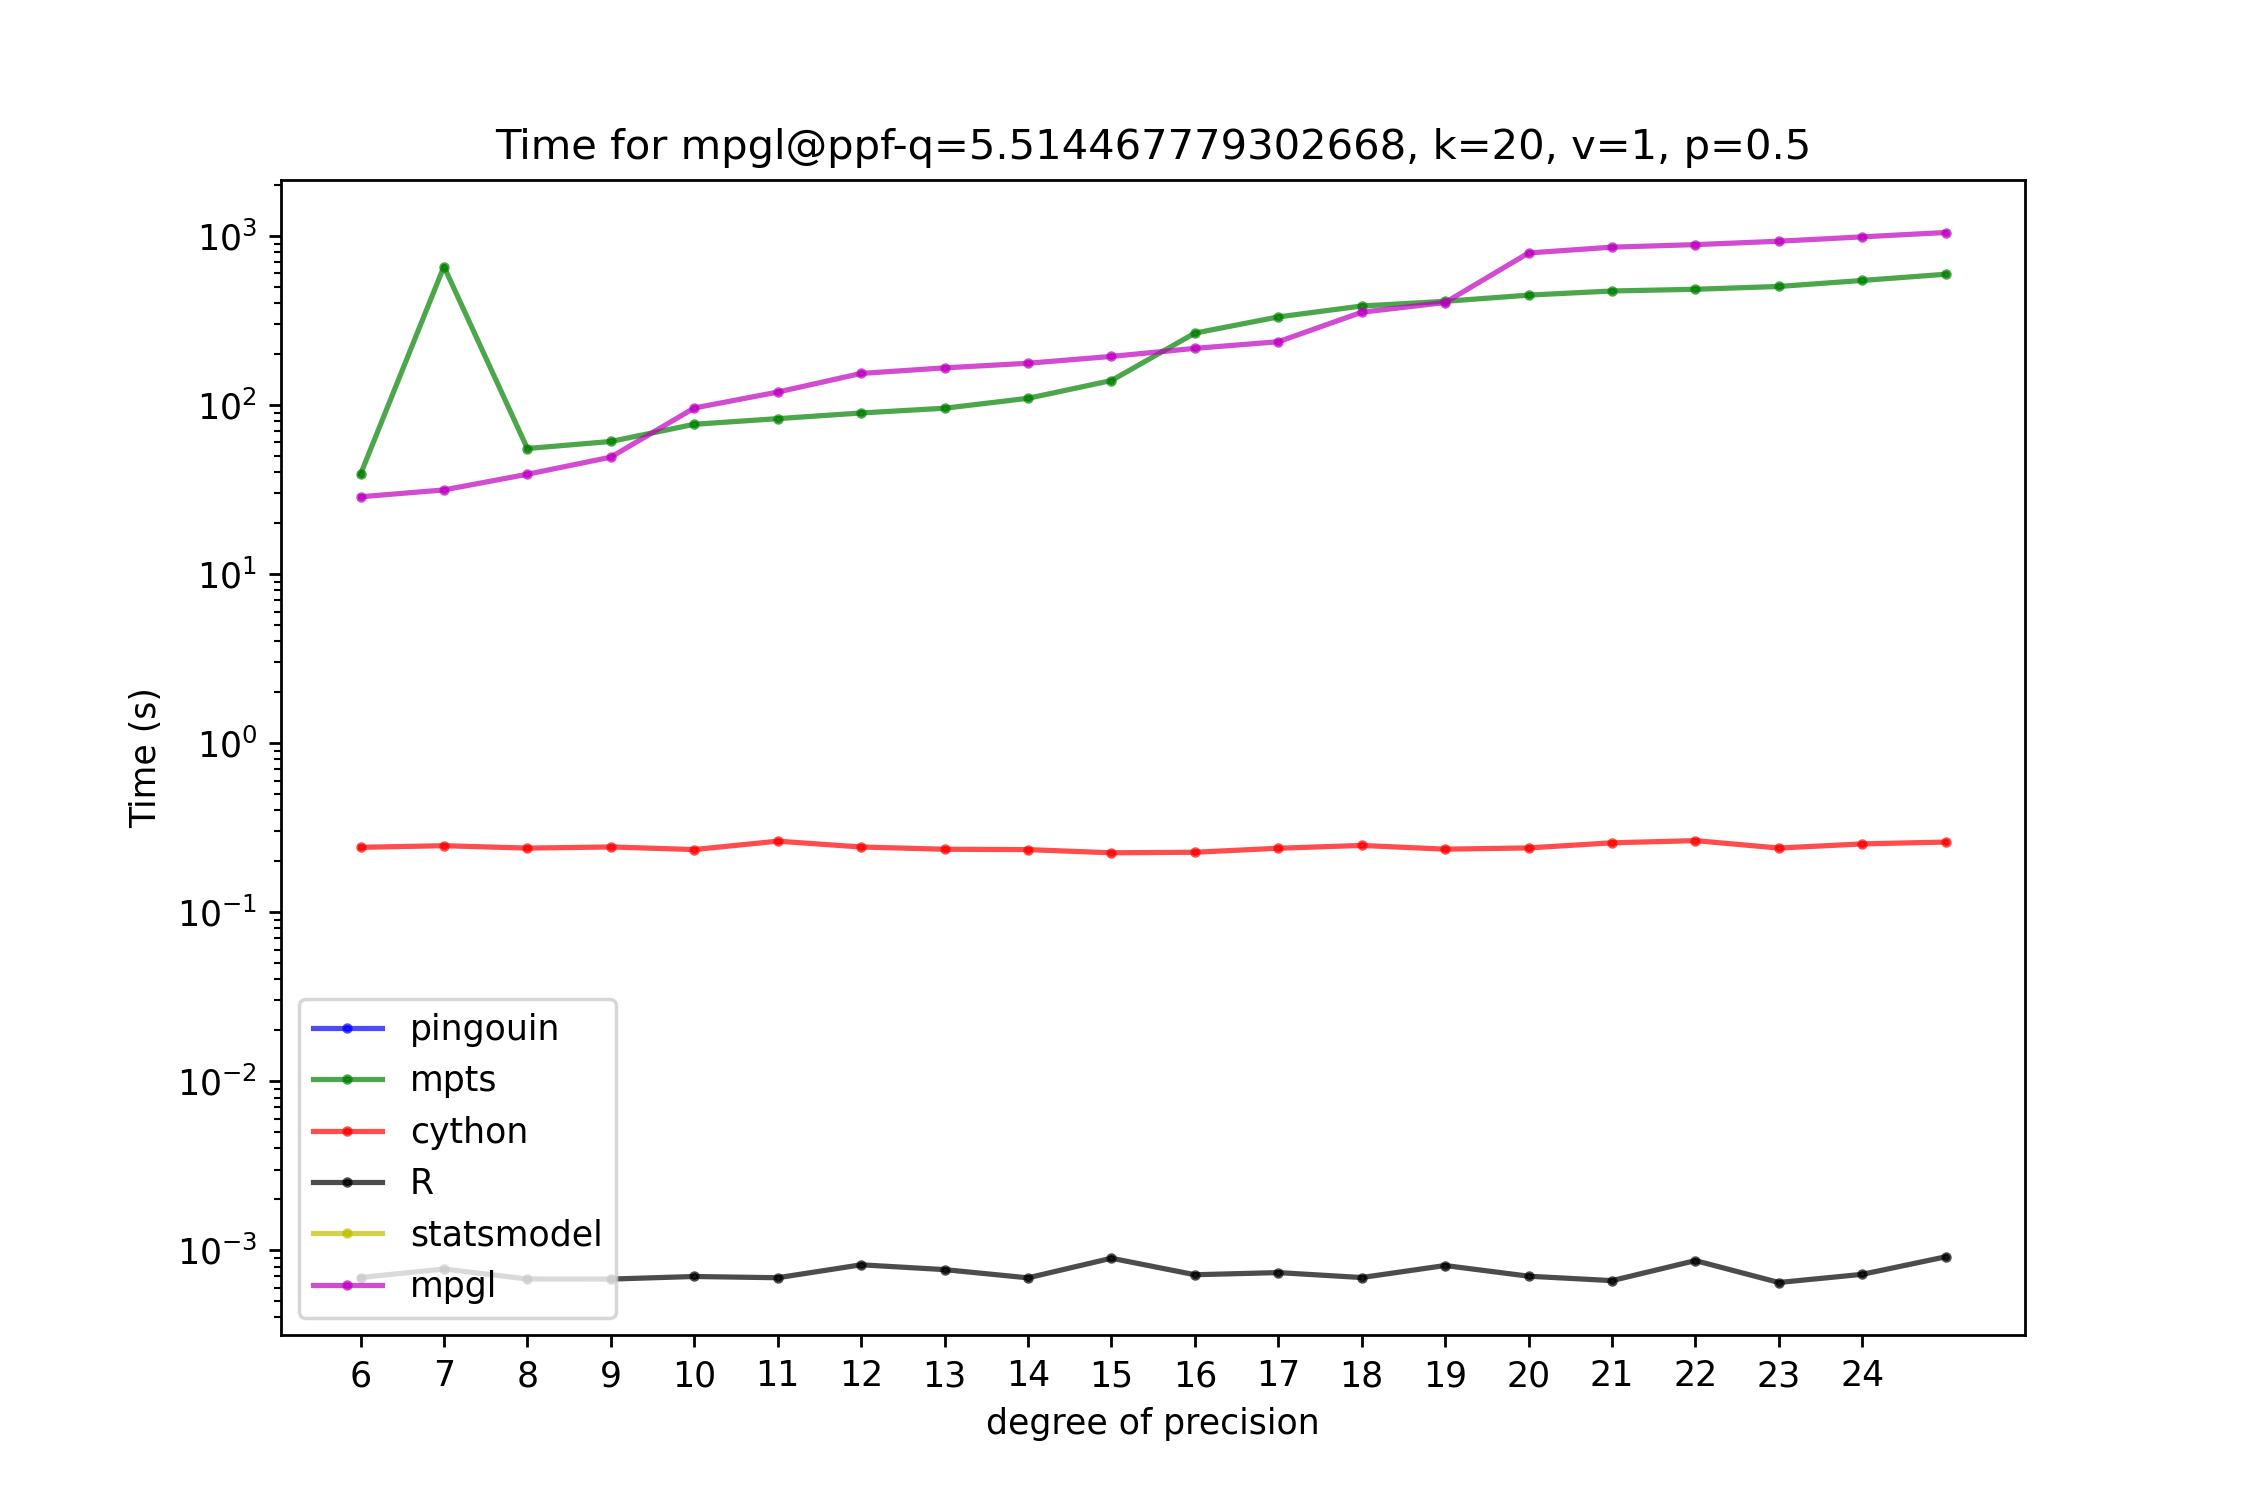 Time for mpgl@ppf-q=5.514467779302668, k=20, v=1, p=0.5
10³
10²
10¹
10⁰
10⁻¹
10⁻²
10⁻³
Time (s)
pingouin
mpts
cython
R
statsmodel
mpgl
6 7 8 9 10 11 12 13 14 15 16 17 18 19 20 21 22 23 24
degree of precision